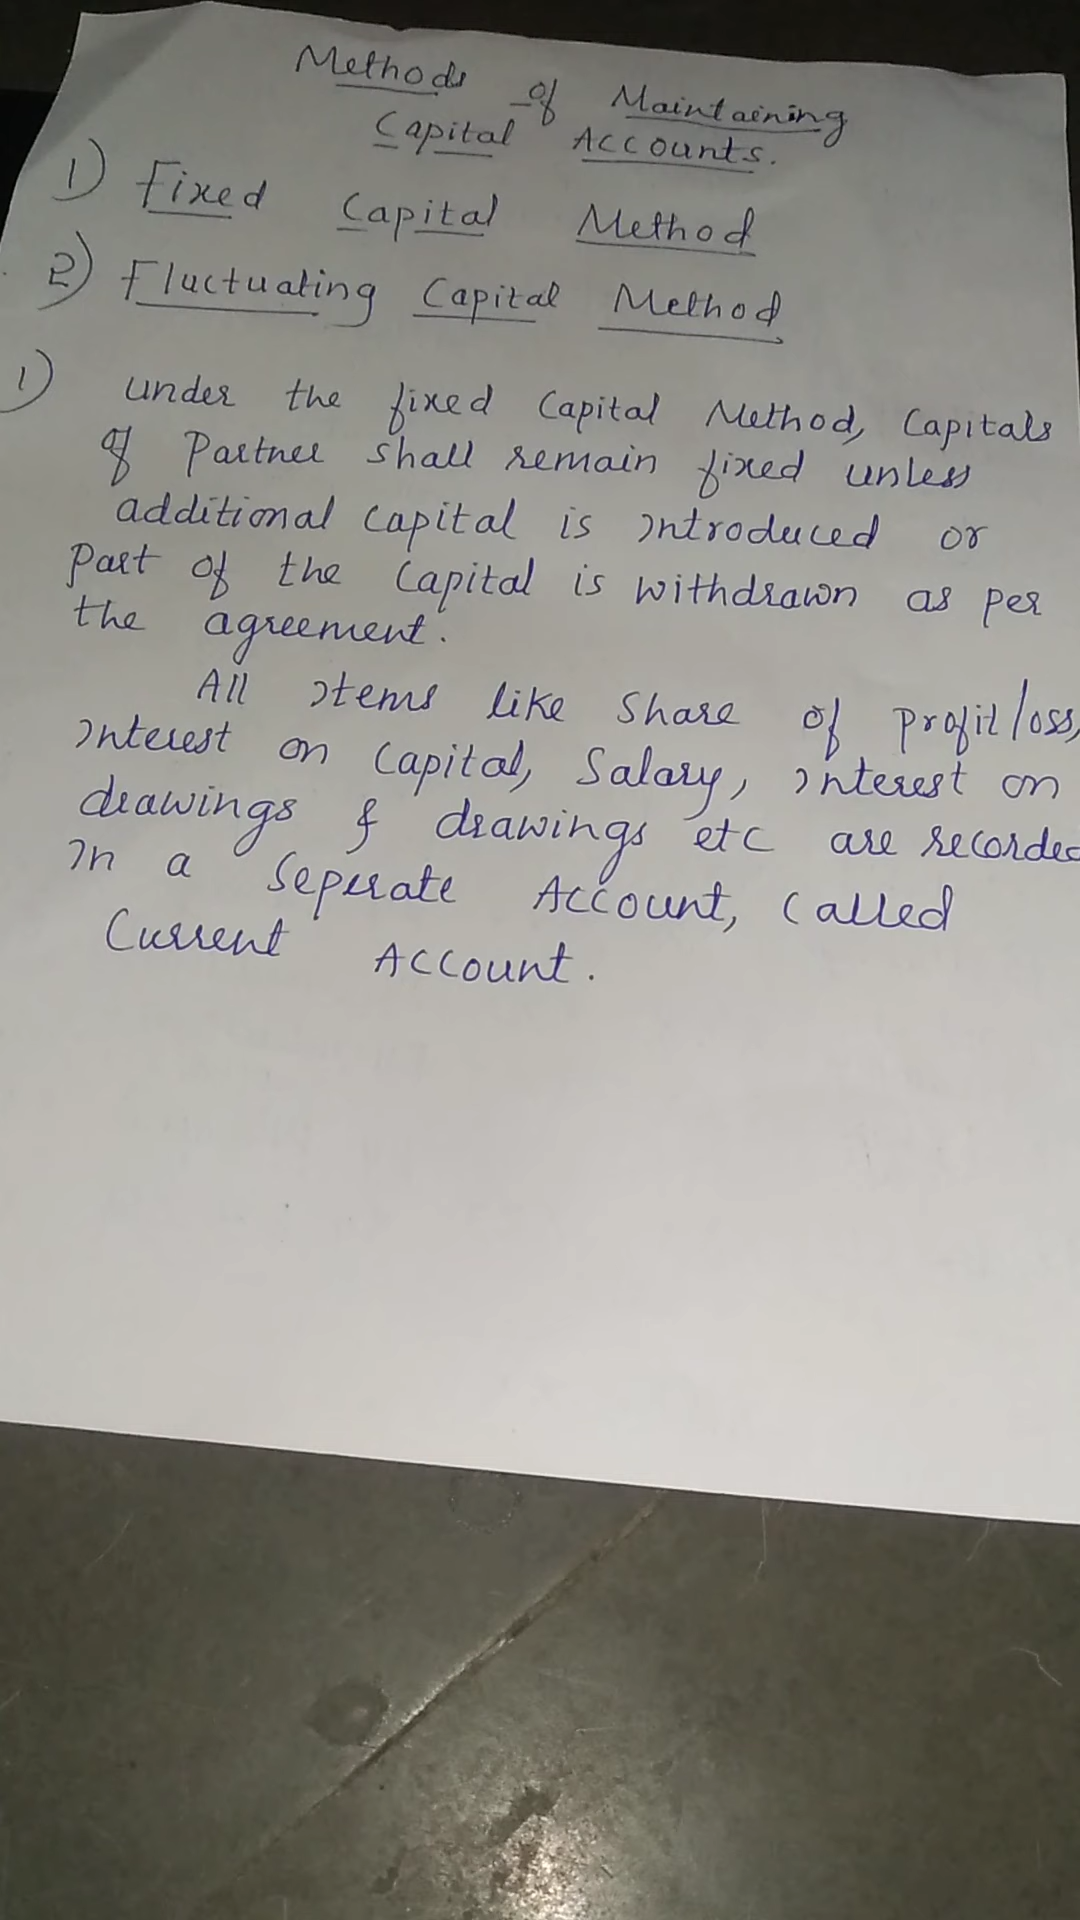 Methods of Maintaining
Capital Accounts.
1) Fixed Capital Method
2) Fluctuating Capital Method
1) under the fixed Capital Method, Capitals
of Partner shall remain fixed unless
additional capital is introduced or
Part of the Capital is withdrawn as per
the agreement.
All items like Share of profit/loss,
interest on Capital, Salary, interest on
drawings & drawings etc are recorded
in a Seperate Account, Called
Current Account.